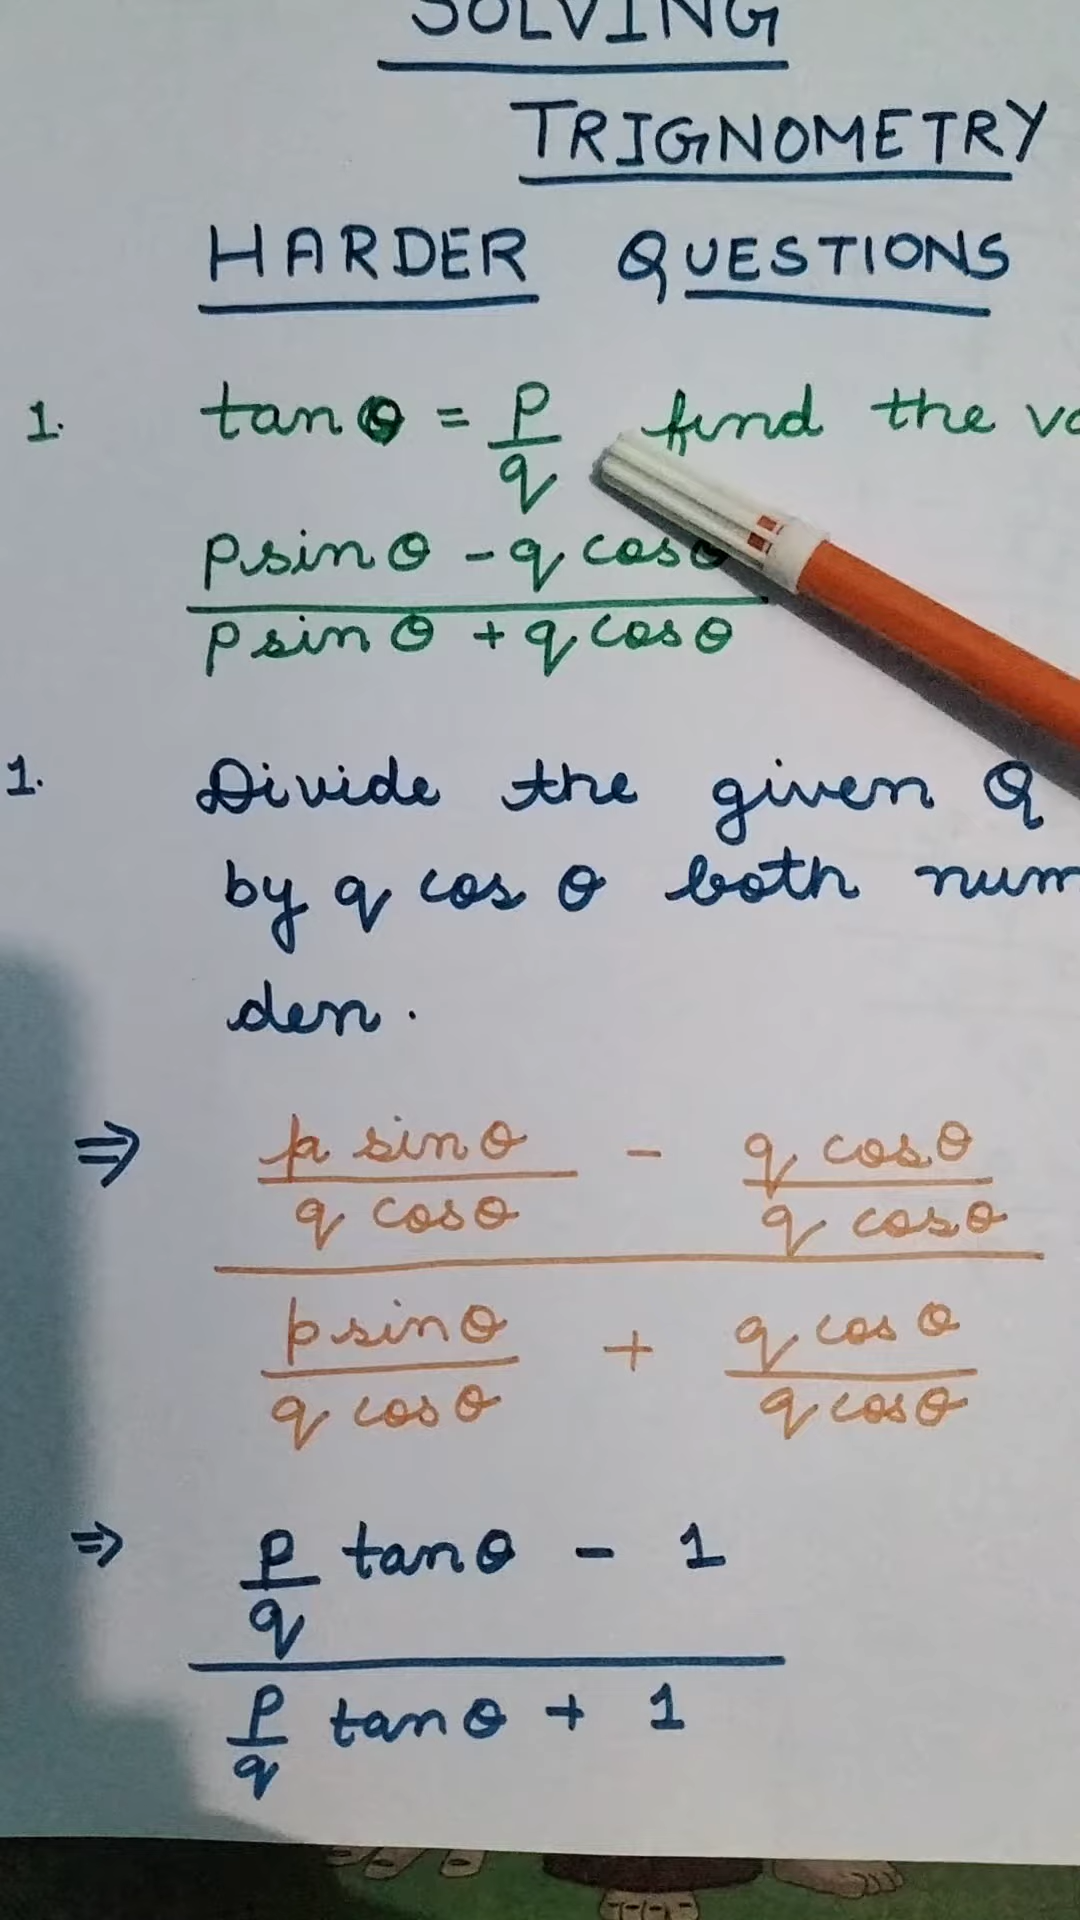 SOLVING
TRIGNOMETRY
HARDER QUESTIONS
1. tan θ = p/q find the
p sin θ - q cos θ
p sin θ + q cos θ
1. Divide the given Q
by q cos θ both num
den.
⇒ p sin θ / q cos θ - q cos θ / q cos θ
p sin θ / q cos θ + q cos θ / q cos θ
⇒ p/q tan θ - 1
p/q tan θ + 1